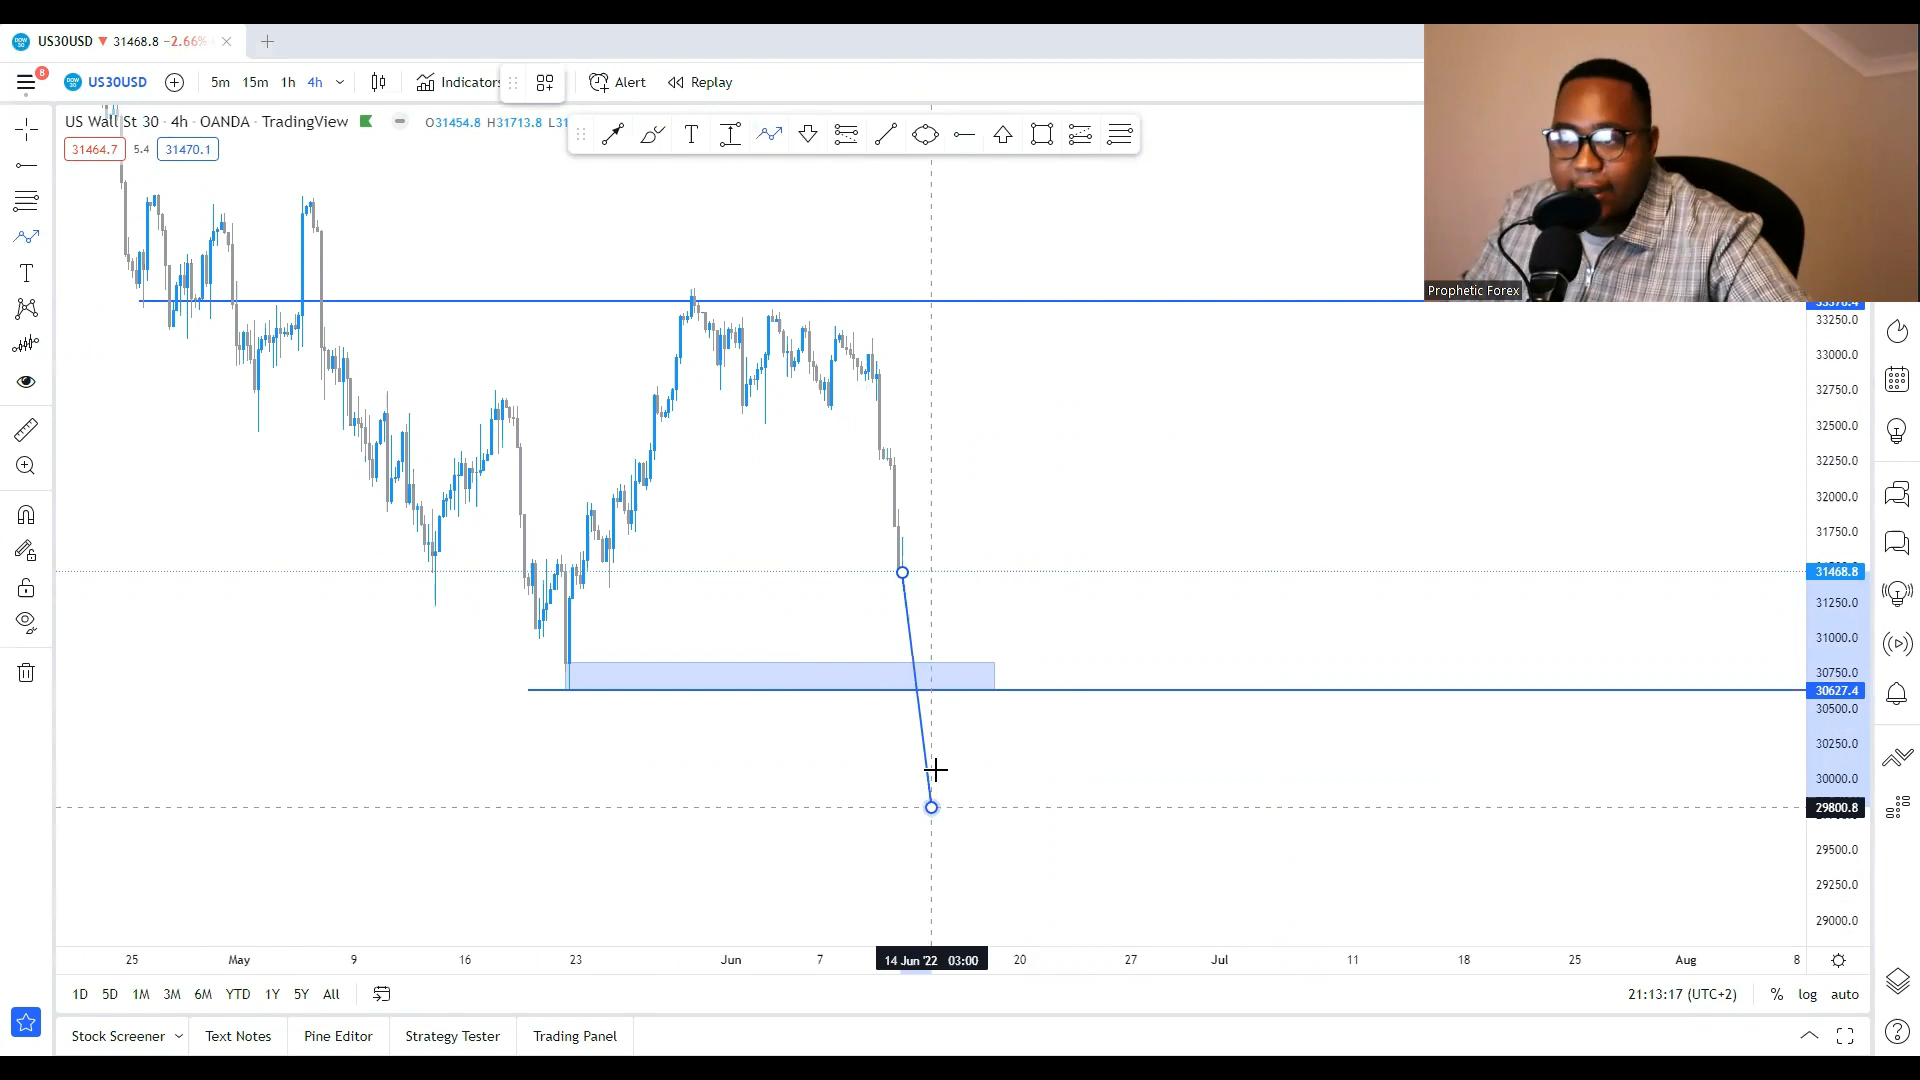 US30USD ▼ 31468.8 −2.66%
8
US30USD 5m 15m 1h 4h Indicators Alert Replay
US Wall St 30 · 4h · OANDA · TradingView O31454.8 H31713.8 L31
31464.7 5.4 31470.1
Prophetic Forex
33250.0
33000.0
32750.0
32500.0
32250.0
32000.0
31750.0
31468.8
31250.0
31000.0
30750.0
30627.4
30500.0
30250.0
30000.0
29800.8
29500.0
29250.0
29000.0
25 May 9 16 23 Jun 7 14 Jun '22 03:00 20 27 Jul 11 18 25 Aug 8
1D 5D 1M 3M 6M YTD 1Y 5Y All 21:13:17 (UTC+2) % log auto
Stock Screener Text Notes Pine Editor Strategy Tester Trading Panel